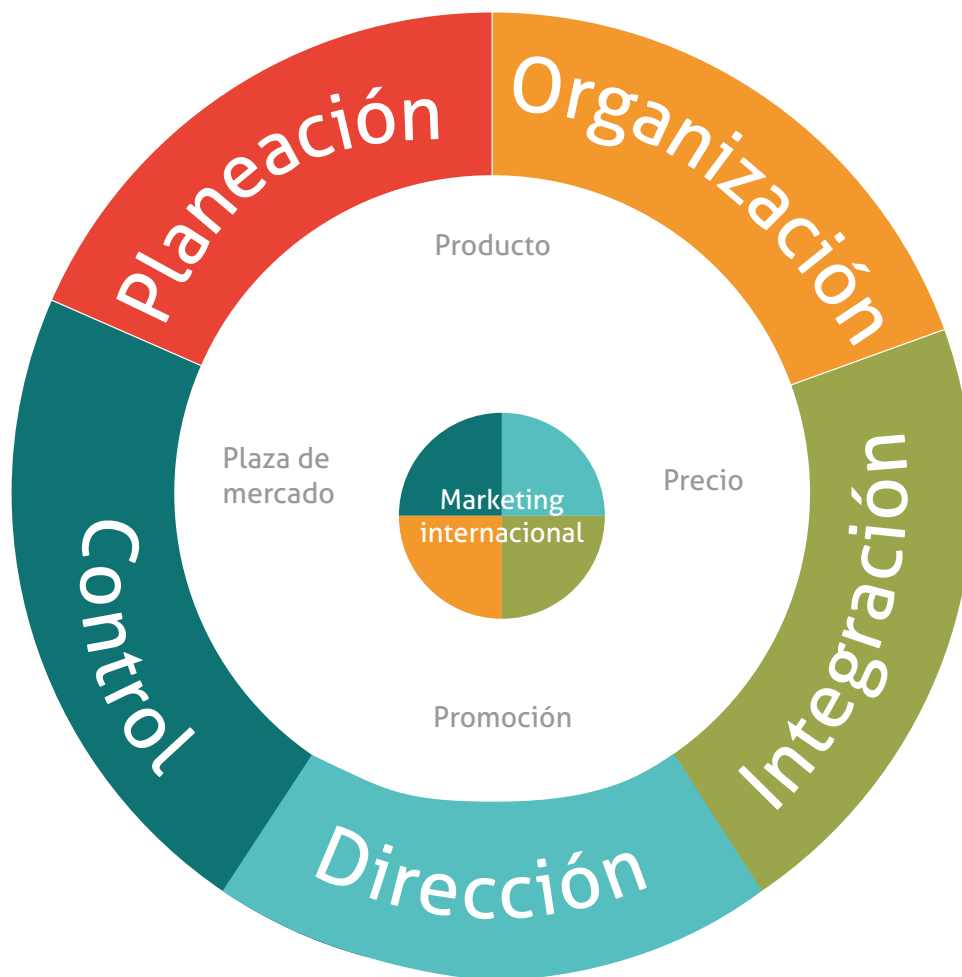 Planeación
Organización
Integración
Dirección
Control
Producto
Precio
Promoción
Plaza de
mercado
Marketing
internacional